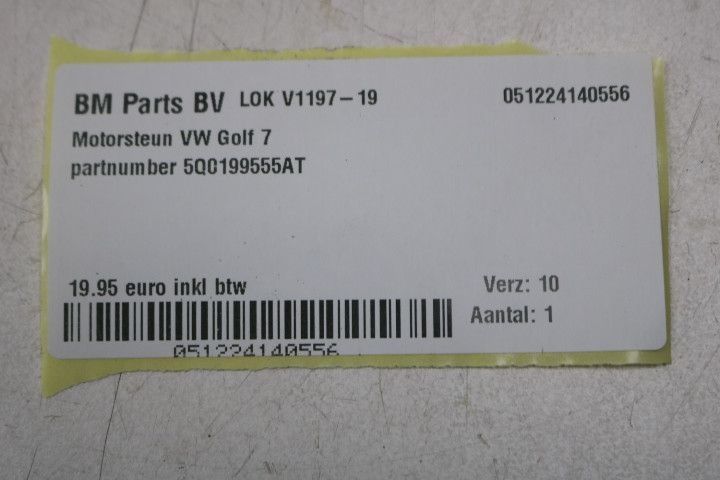 BM Parts BV LOK V1197-19 051224140556
Motorsteun VW Golf 7
partnumber 5Q0199555AT
19.95 euro inkl btw Verz: 10
Aantal: 1
051224140556